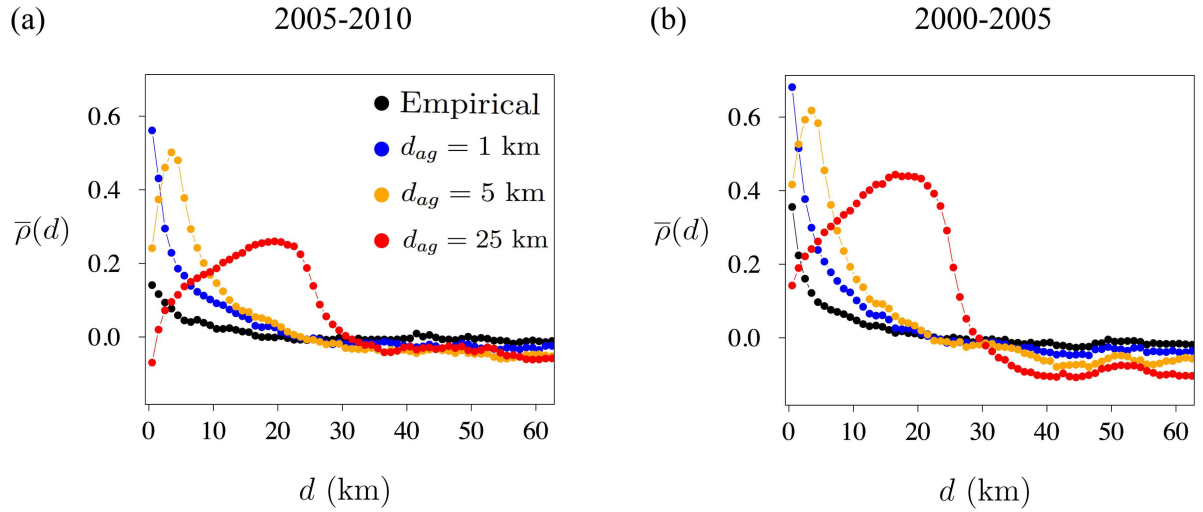 (a) 2005-2010
0.6
0.4
0.2
0.0
ρ̅(d)
Empirical
d_ag = 1 km
d_ag = 5 km
d_ag = 25 km
0 10 20 30 40 50 60
d (km)
(b) 2000-2005
0.6
0.4
0.2
0.0
ρ̅(d)
0 10 20 30 40 50 60
d (km)